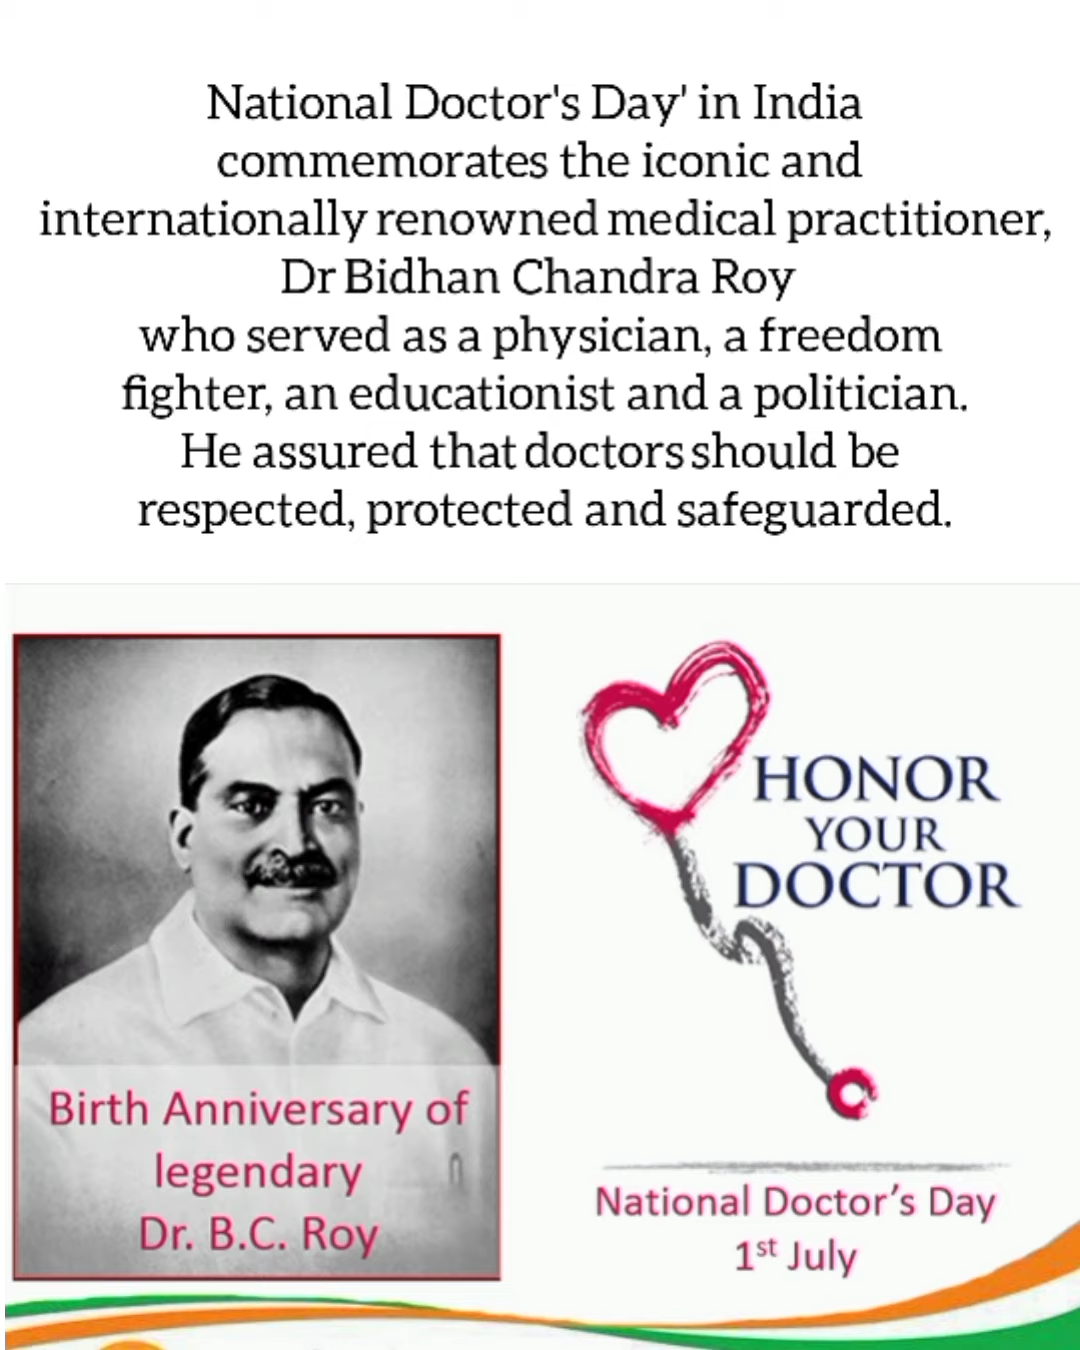 National Doctor's Day' in India
commemorates the iconic and
internationally renowned medical practitioner,
Dr Bidhan Chandra Roy
who served as a physician, a freedom
fighter, an educationist and a politician.
He assured that doctors should be
respected, protected and safeguarded.
Birth Anniversary of
legendary
Dr. B.C. Roy
HONOR
YOUR
DOCTOR
National Doctor’s Day
1st July